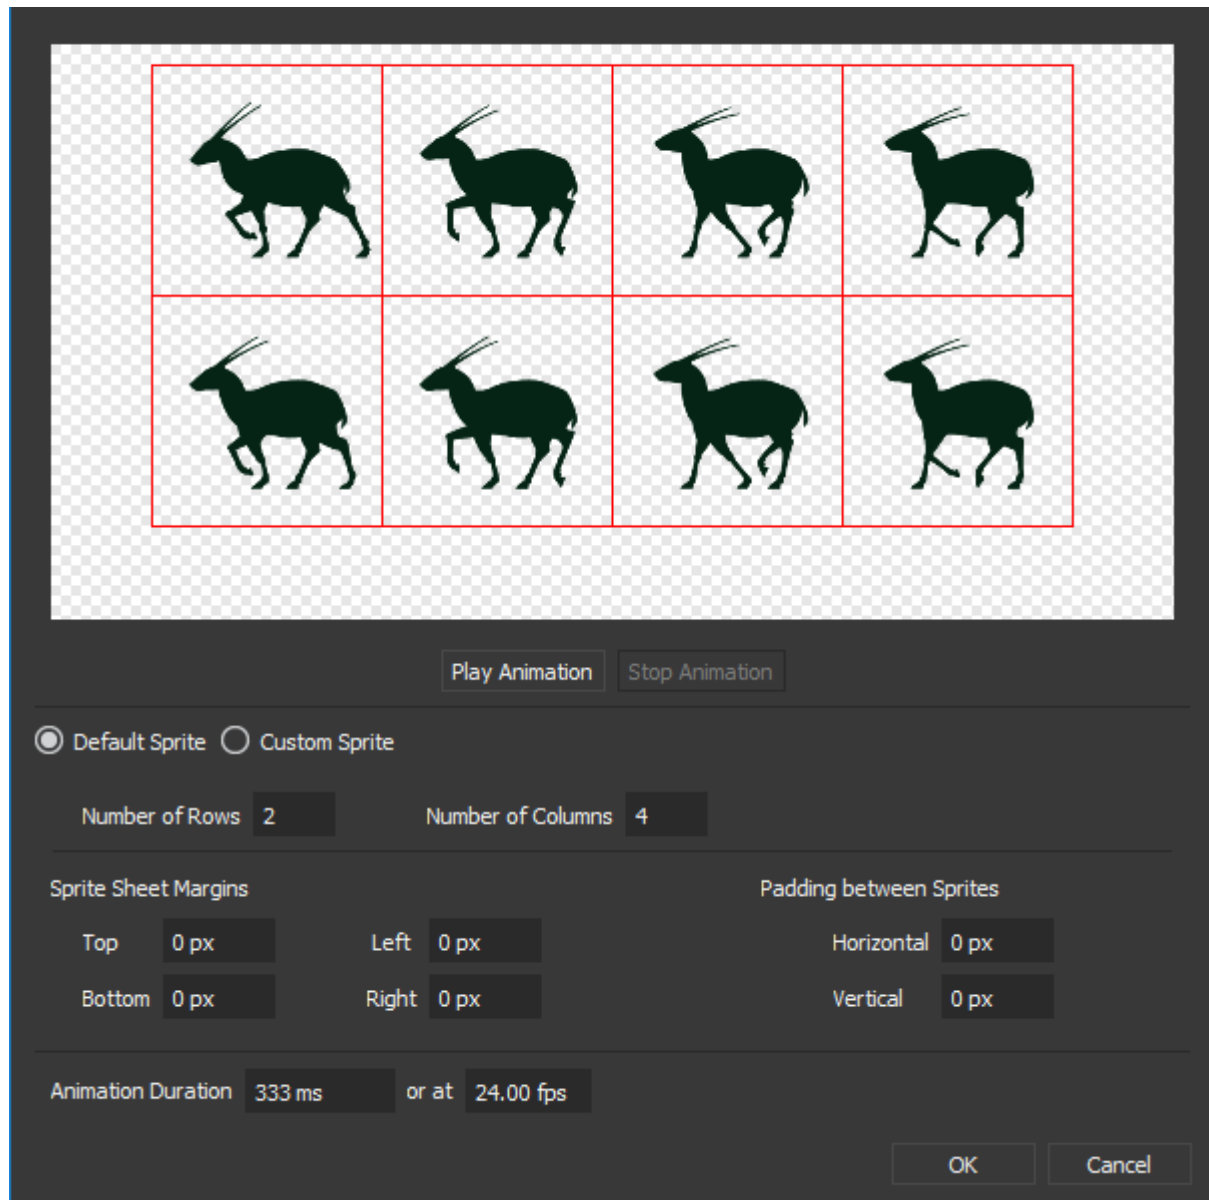 Play Animation Stop Animation
Default Sprite Custom Sprite
Number of Rows 2 Number of Columns 4
Sprite Sheet Margins Padding between Sprites
Top 0 px Left 0 px Horizontal 0 px
Bottom 0 px Right 0 px Vertical 0 px
Animation Duration 333 ms or at 24.00 fps
OK Cancel